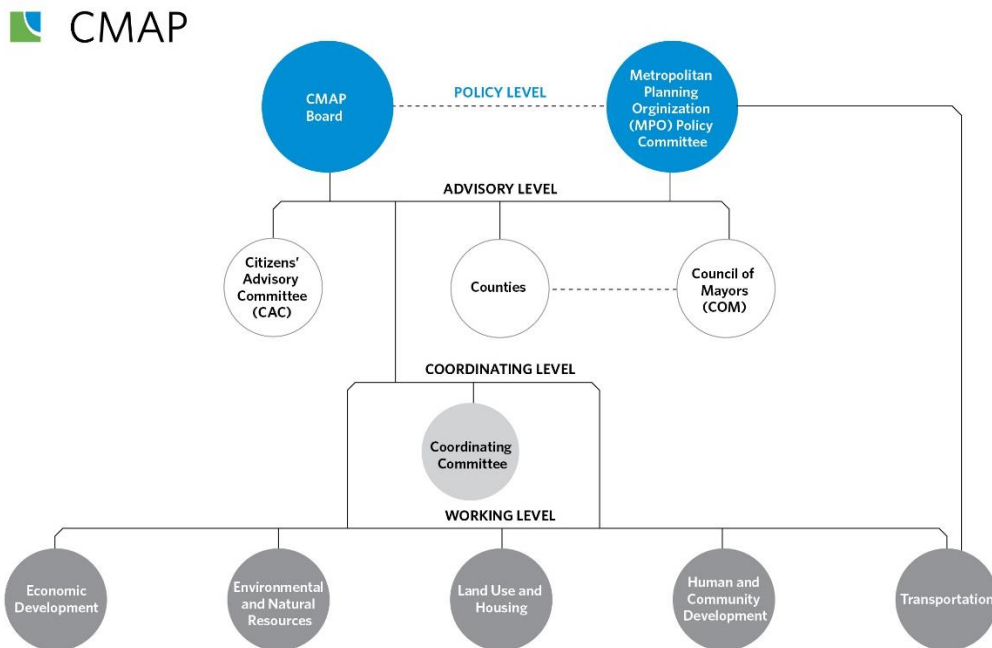 CMAP
CMAP
Board
POLICY LEVEL
Metropolitan
Planning
Orginization
(MPO) Policy
Committee
ADVISORY LEVEL
Citizens'
Advisory
Committee
(CAC)
Counties
Council of
Mayors
(COM)
COORDINATING LEVEL
Coordinating
Committee
WORKING LEVEL
Economic
Development
Environmental
and Natural
Resources
Land Use and
Housing
Human and
Community
Development
Transportation